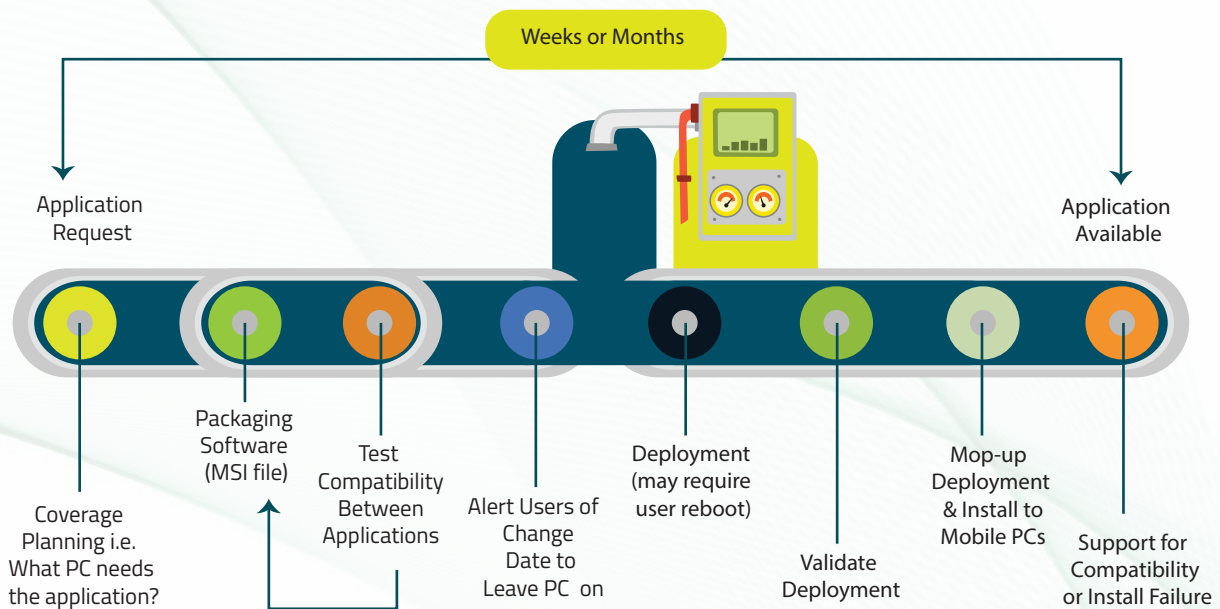 Weeks or Months
Application
Request
Application
Available
Coverage
Planning i.e.
What PC needs
the application?
Packaging
Software
(MSI file)
Test
Compatibility
Between
Applications
Alert Users of
Change
Date to
Leave PC on
Deployment
(may require
user reboot)
Validate
Deployment
Mop-up
Deployment
& Install to
Mobile PCs
Support for
Compatibility
or Install Failure